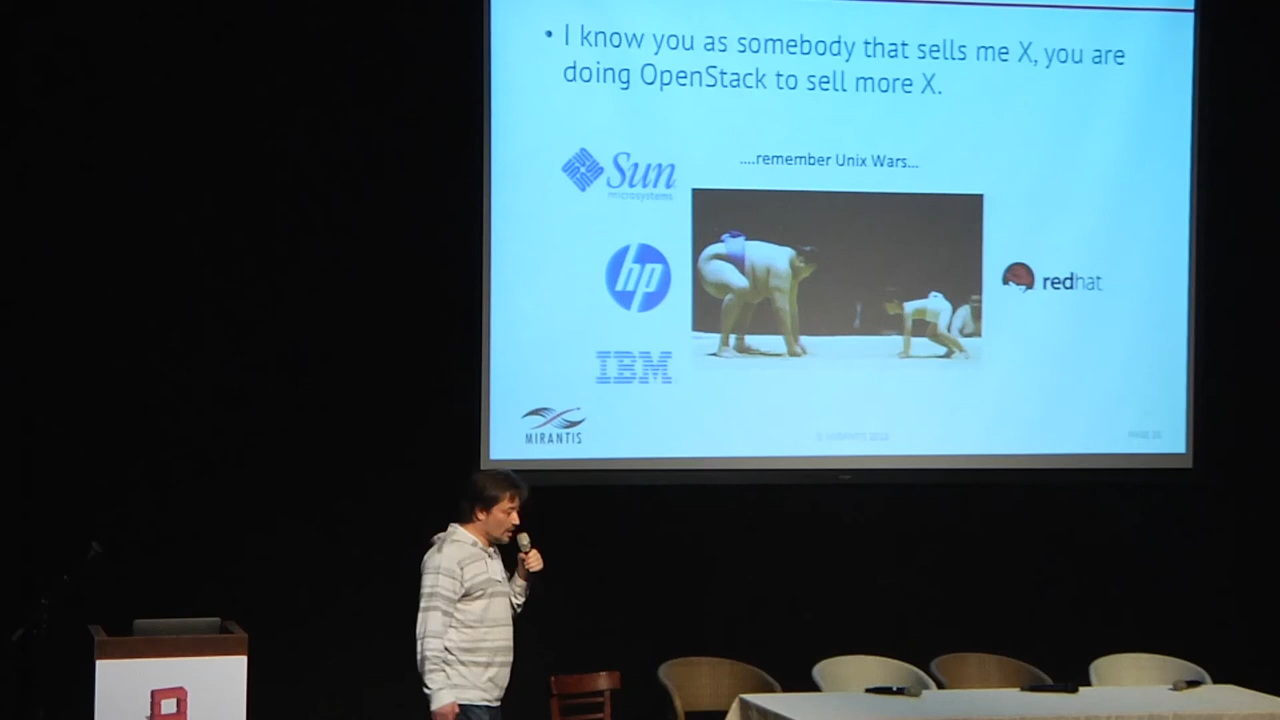 • I know you as somebody that sells me X, you are
doing OpenStack to sell more X.
....remember Unix Wars...
Sun
microsystems
hp
redhat
IBM
MIRANTIS
© MIRANTIS